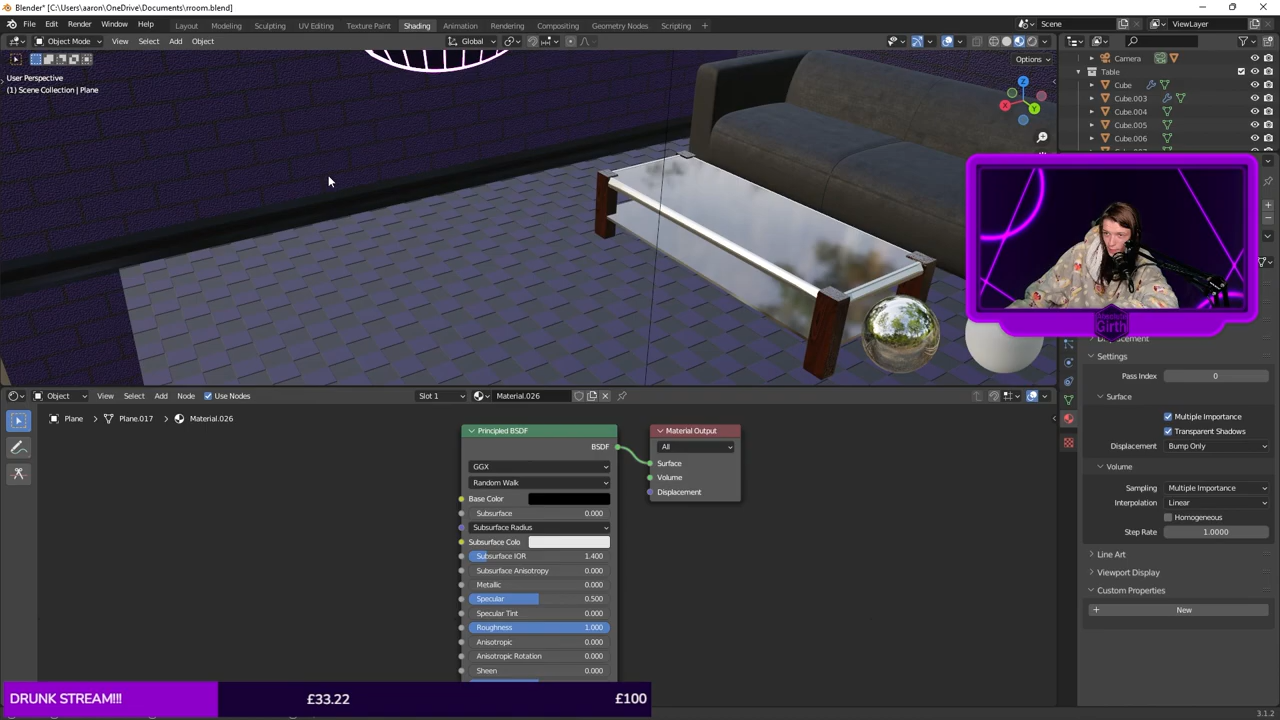 Blender* [C:\Users\aaron\OneDrive\Documents\rroom.blend]
File Edit Render Window Help Layout Modeling Sculpting UV Editing Texture Paint Shading Animation Rendering Compositing Geometry Nodes Scripting + Scene ViewLayer
Object Mode View Select Add Object Global
Options
User Perspective
(1) Scene Collection | Plane
X Y Z
Camera
Table
Cube
Cube.003
Cube.004
Cube.005
Cube.006
Girth
Settings
Pass Index 0
Surface
Multiple Importance
Transparent Shadows
Displacement Bump Only
Volume
Sampling Multiple Importance
Interpolation Linear
Homogeneous
Step Rate 1.0000
Line Art
Viewport Display
Custom Properties
New
Object View Select Add Node Use Nodes Slot 1 Material.026
Plane > Plane.017 > Material.026
Principled BSDF
BSDF
GGX
Random Walk
Base Color
Subsurface 0.000
Subsurface Radius
Subsurface Colo
Subsurface IOR 1.400
Subsurface Anisotropy 0.000
Metallic 0.000
Specular 0.500
Specular Tint 0.000
Roughness 1.000
Anisotropic 0.000
Anisotropic Rotation 0.000
Sheen 0.000
Material Output
All
Surface
Volume
Displacement
DRUNK STREAM!!! £33.22 £100
3.1.2